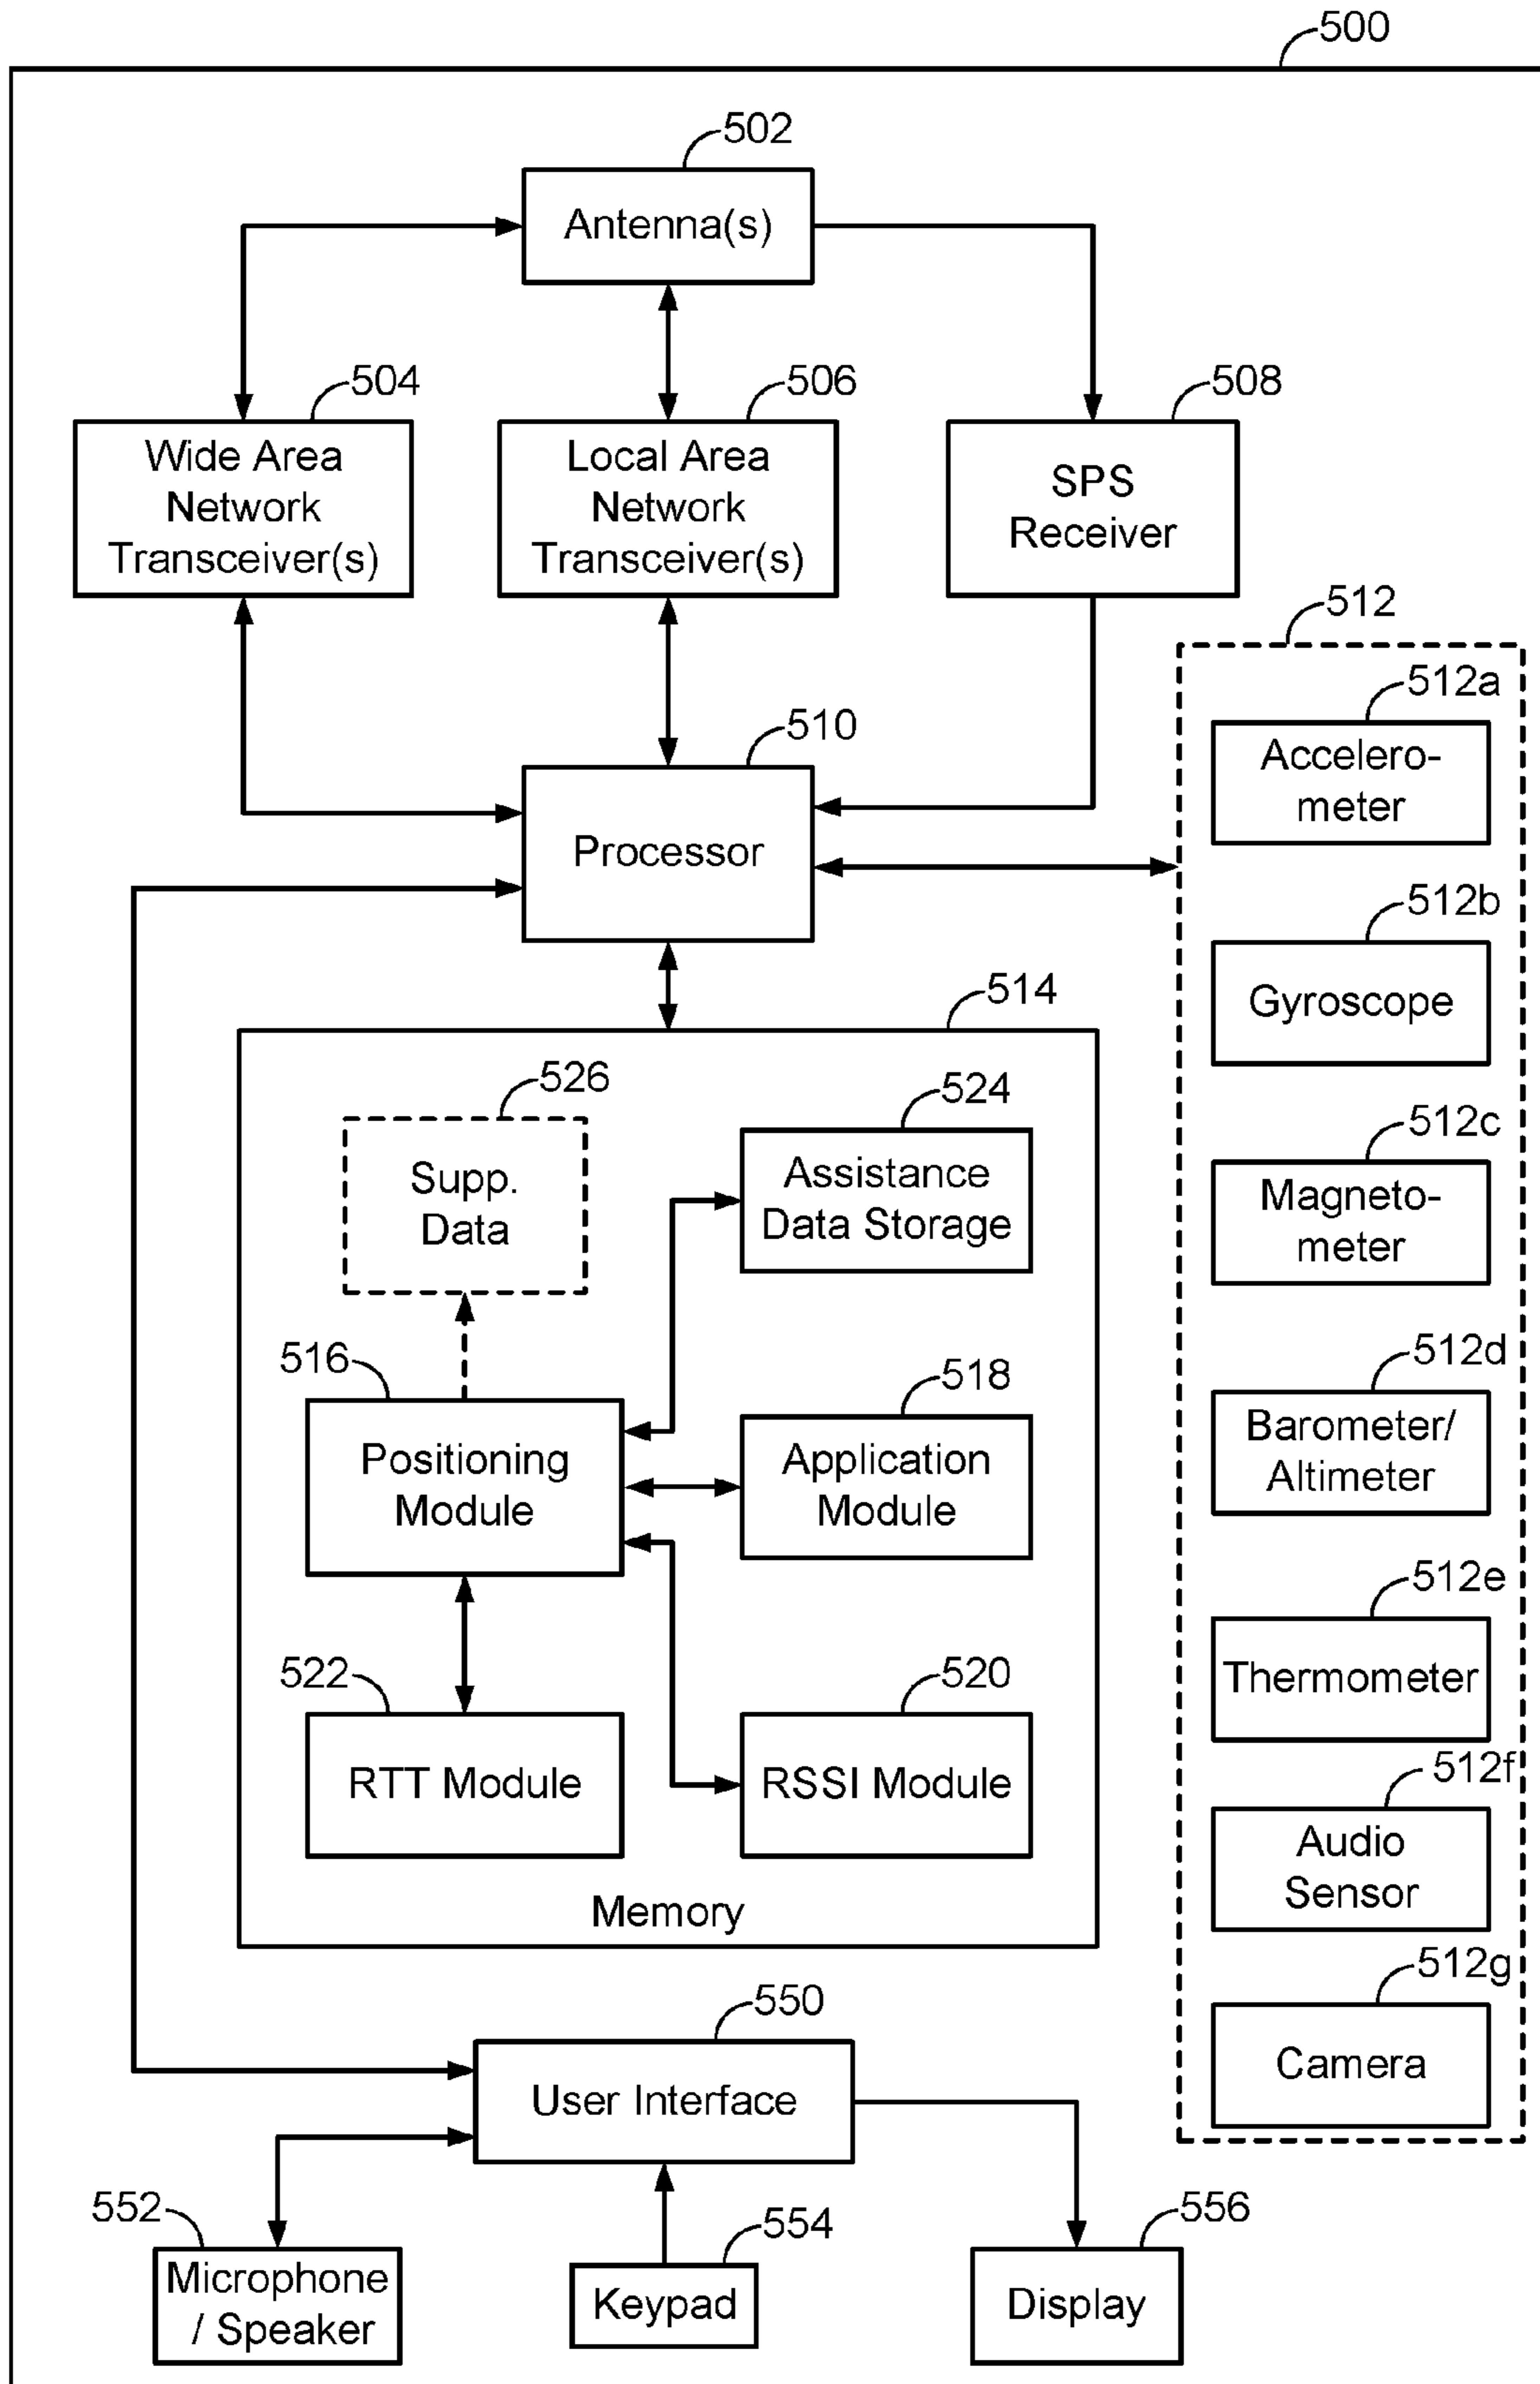 500
502
Antenna(s)
504
506
508
Wide Area
Network
Transceiver(s)
Local Area
Network
Transceiver(s)
SPS
Receiver
512
512a
Accelero-
meter
510
Processor
512b
Gyroscope
514
526
Supp.
Data
524
Assistance
Data Storage
512c
Magneto-
meter
516
Positioning
Module
518
Application
Module
512d
Barometer/
Altimeter
512e
Thermometer
522
RTT Module
520
RSSI Module
512f
Audio
Sensor
Memory
512g
Camera
550
User Interface
552
Microphone
/ Speaker
554
Keypad
556
Display